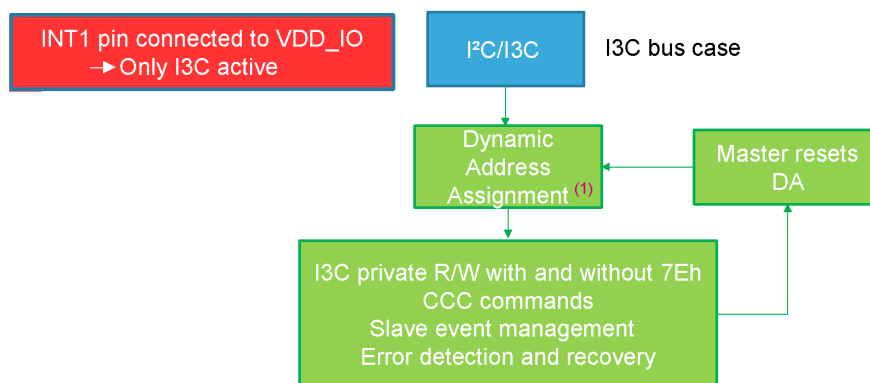 INT1 pin connected to VDD_IO
→ Only I3C active
I²C/I3C
I3C bus case
Dynamic
Address
Assignment (1)
Master resets
DA
I3C private R/W with and without 7Eh
CCC commands
Slave event management
Error detection and recovery